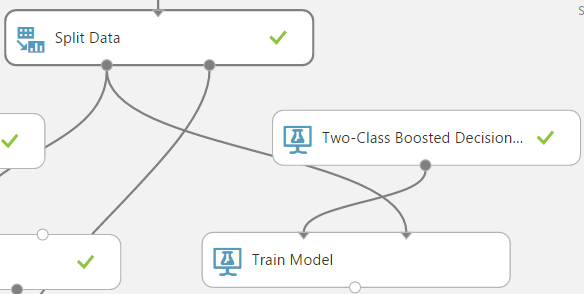 Split Data
Two-Class Boosted Decision...
Train Model